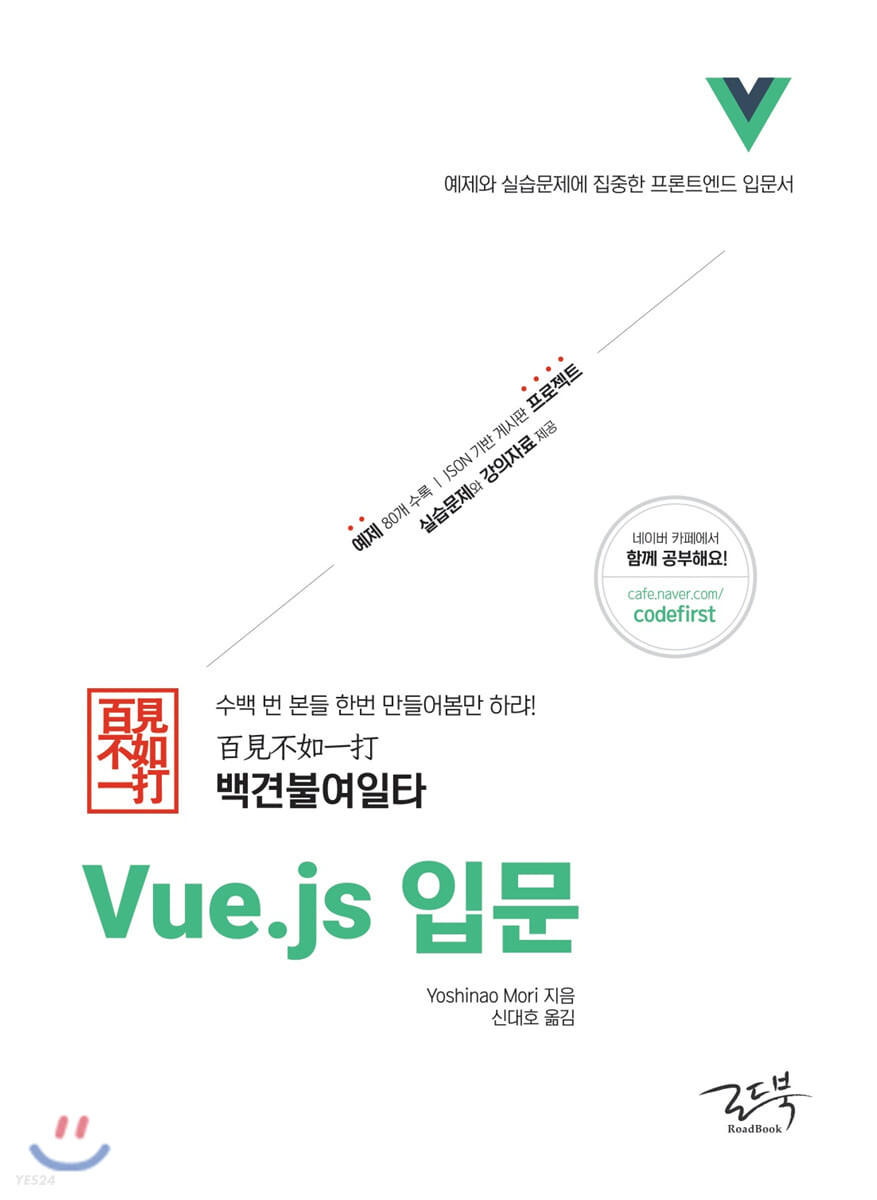 예제와 실습문제에 집중한 프론트엔드 입문서
예제 80개 수록 | JSON 기반 게시판 프로젝트
실습문제와 강의자료 제공
네이버 카페에서
함께 공부해요!
cafe.naver.com/
codefirst
百見
不如
一打
수백 번 본들 한번 만들어봄만 하랴!
百見不如一打
백견불여일타
Vue.js 입문
Yoshinao Mori 지음
신대호 옮김
로드북
RoadBook
YES24